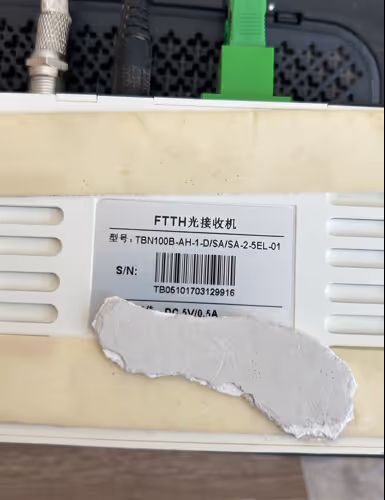 FTTH光接收机
型号：TBN100B-AH-1-D/SA/SA-2-5EL-01
S/N:
TB05101703129916
DC 5V/0.5A